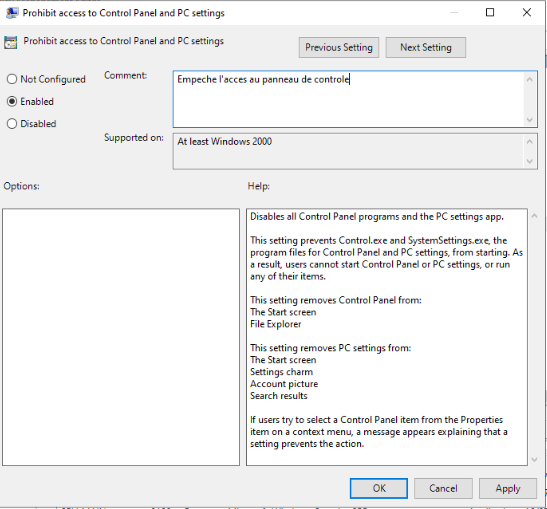 Prohibit access to Control Panel and PC settings
Prohibit access to Control Panel and PC settings
Previous Setting
Next Setting
Not Configured
Comment:
Empeche l'acces au panneau de controle
Enabled
Disabled
Supported on:
At least Windows 2000
Options:
Help:
Disables all Control Panel programs and the PC settings app.
This setting prevents Control.exe and SystemSettings.exe, the
program files for Control Panel and PC settings, from starting. As
a result, users cannot start Control Panel or PC settings, or run
any of their items.
This setting removes Control Panel from:
The Start screen
File Explorer
This setting removes PC settings from:
The Start screen
Settings charm
Account picture
Search results
If users try to select a Control Panel item from the Properties
item on a context menu, a message appears explaining that a
setting prevents the action.
OK
Cancel
Apply